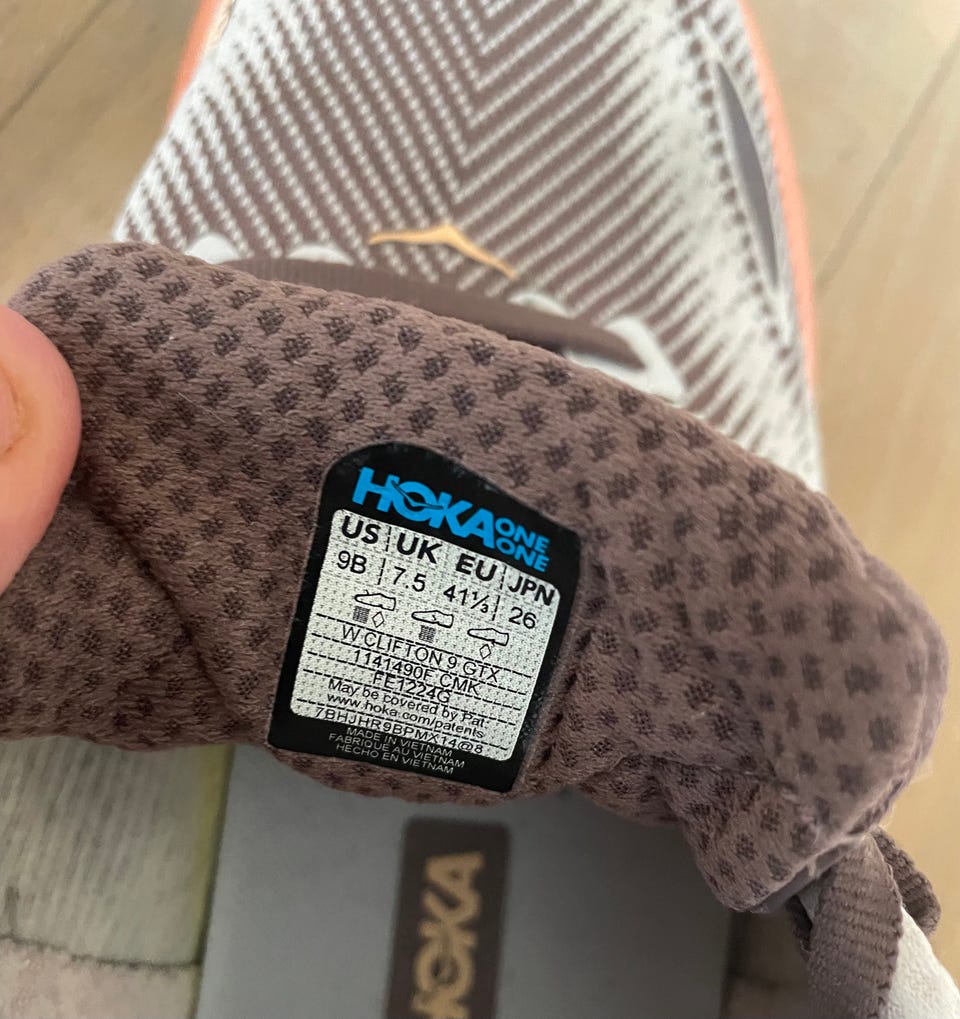 HOKA ONE ONE
US UK EU JPN
9B 7.5 41⅓ 26
W CLIFTON 9 GTX
1141490F CMK
FE1224G
May be covered by Pat.
www.hoka.com/patents
7BHJHR9BPMX14@8
MADE IN VIETNAM
FABRIQUE AU VIETNAM
HECHO EN VIETNAM
HOKA